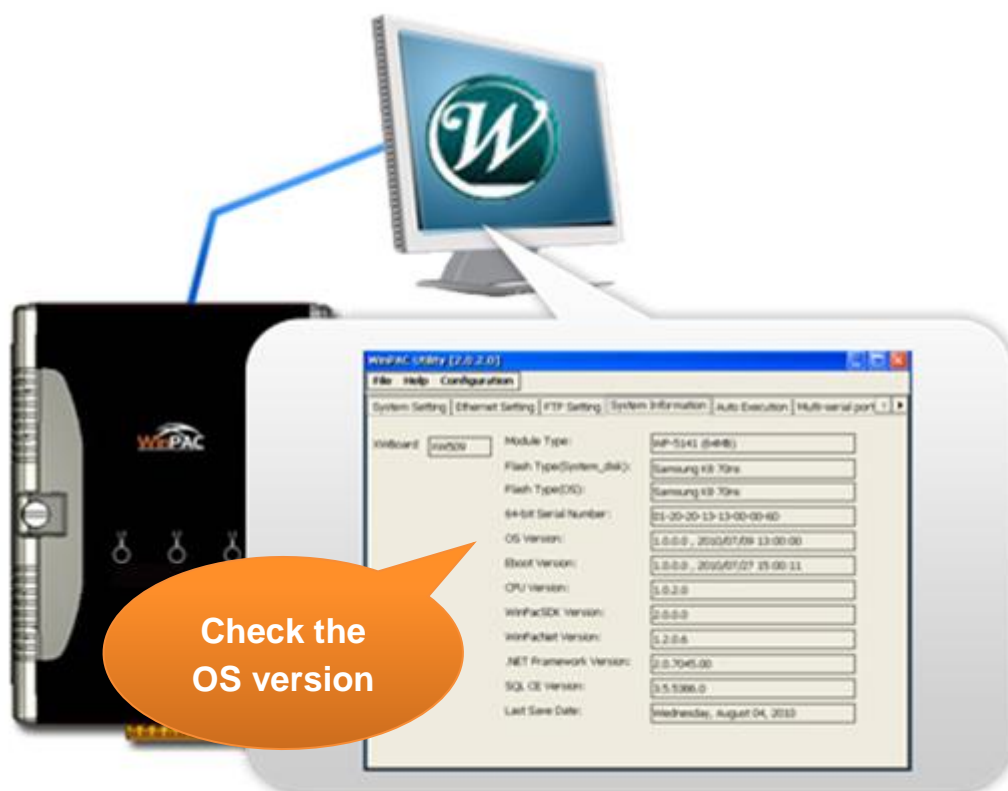 W
WinPAC
WinPAC Utility [2.0.2.0]
File Help Configuration
System Setting Ethernet Setting FTP Setting System Information Auto Execution Multi-serial port
XWBoard XW509 Module Type: WP-5141 (64MB)
Flash Type(System_disk): Samsung K8 70ns
Flash Type(OS): Samsung K8 70ns
64-bit Serial Number: 01-20-20-13-13-00-00-6D
OS Version: 1.0.0.0 , 2010/07/09 13:00:00
Eboot Version: 1.0.0.0 , 2010/07/27 15:00:11
CPU Version: 1.0.2.0
WinPacSDK Version: 2.0.0.0
WinPacNet Version: 1.2.0.6
.NET Framework Version: 2.0.7045.00
SQL CE Version: 3.5.5386.0
Last Save Date: Wednesday, August 04, 2010
Check the
OS version